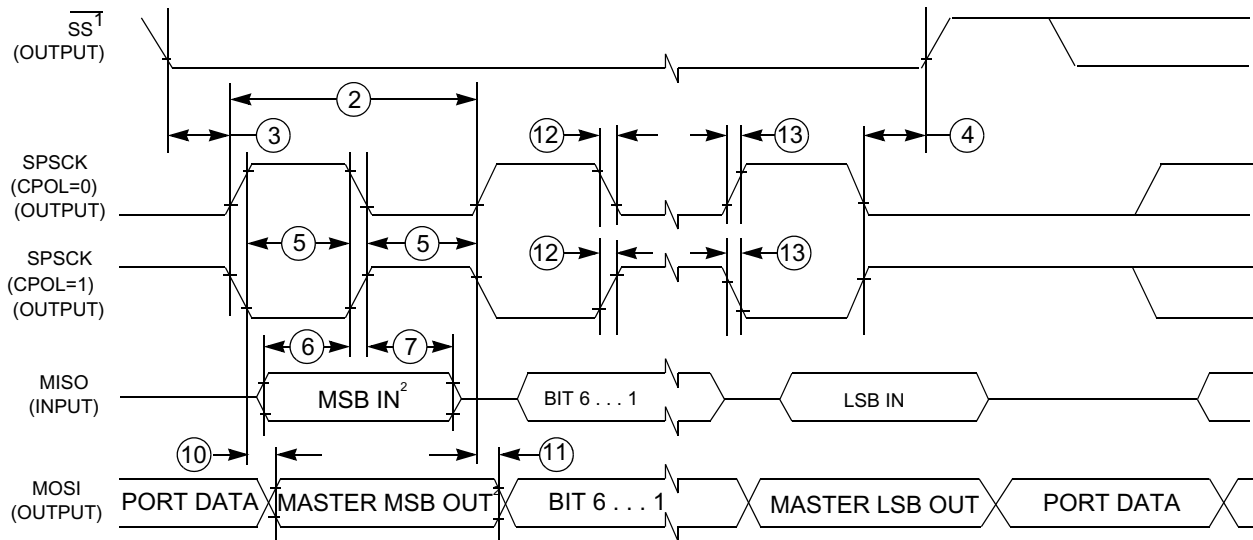 SS1
(OUTPUT)
2
3
12
13
4
SPSCK
(CPOL=0)
(OUTPUT)
5
5
12
13
SPSCK
(CPOL=1)
(OUTPUT)
6
7
MISO
(INPUT)
MSB IN2
BIT 6 . . . 1
LSB IN
10
11
MOSI
(OUTPUT)
PORT DATA
MASTER MSB OUT2
BIT 6 . . . 1
MASTER LSB OUT
PORT DATA